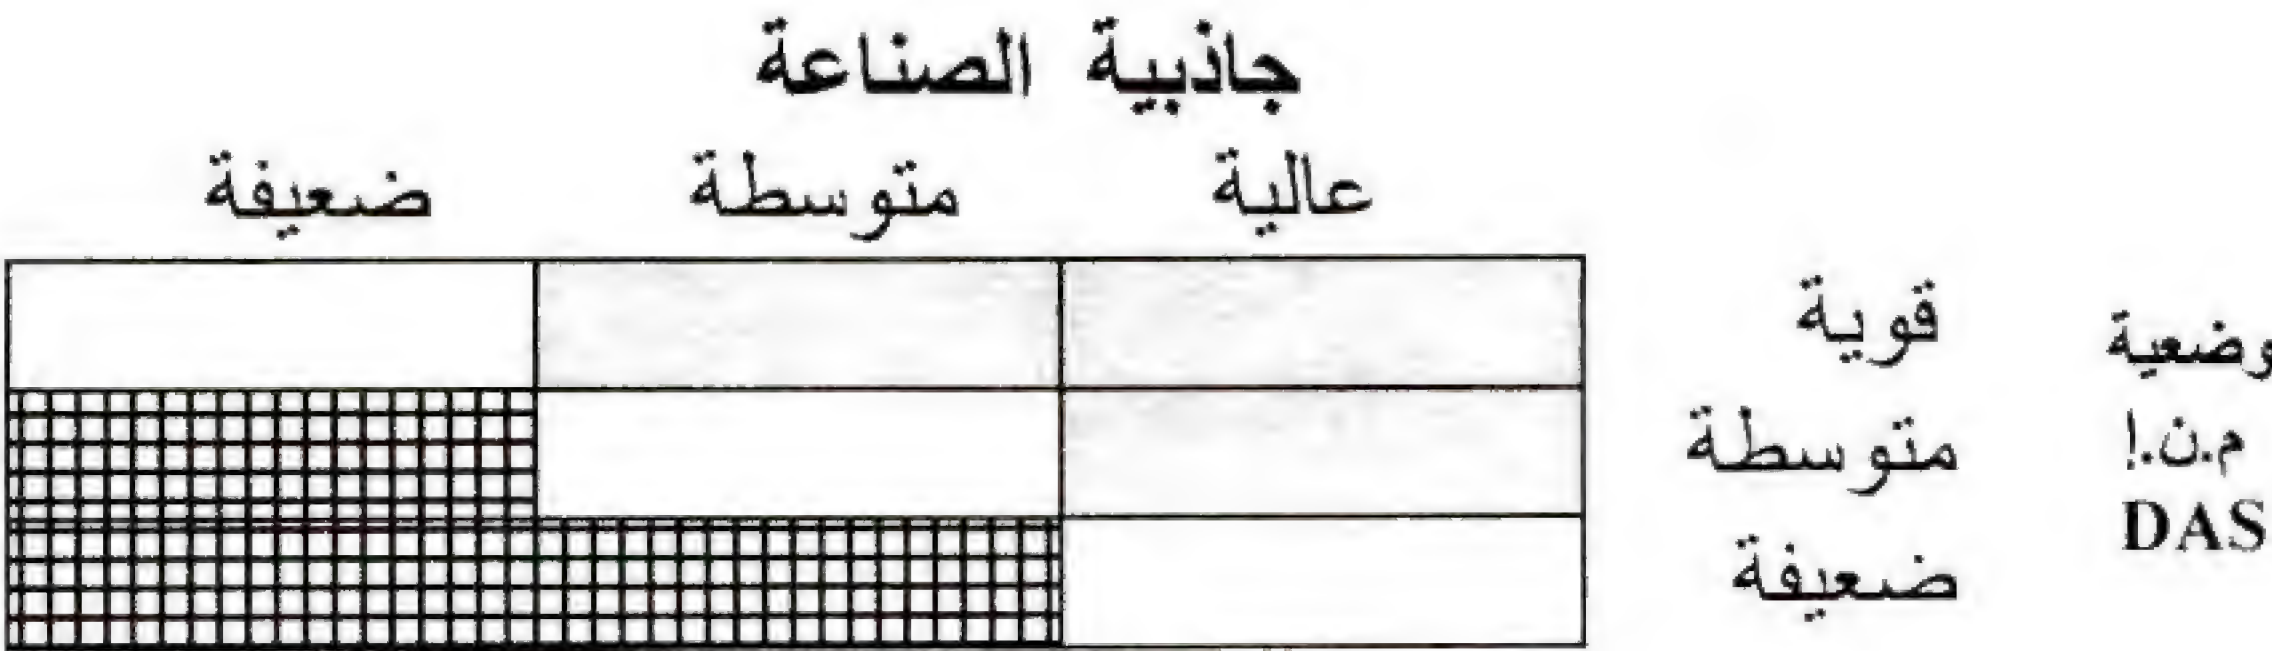 جاذبية الصناعة
عالية متوسطة ضعيفة
وضعية
م.ن.إ
DAS
قوية
متوسطة
ضعيفة